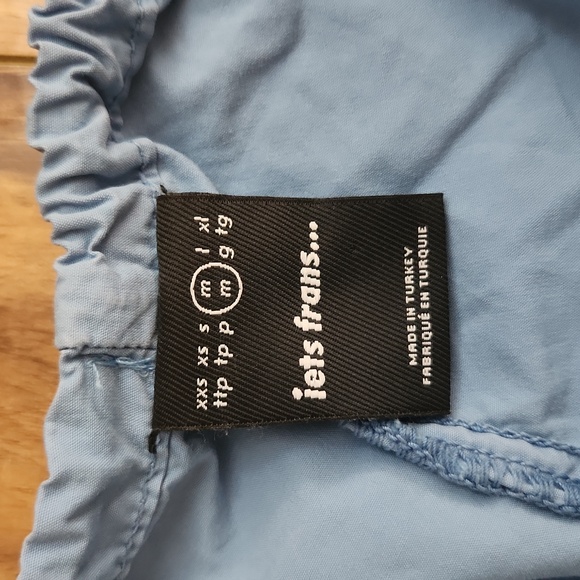 xxs xs s m l xl
ttp tp p m g tg
iets frans...
MADE IN TURKEY
FABRIQUÉ EN TURQUIE